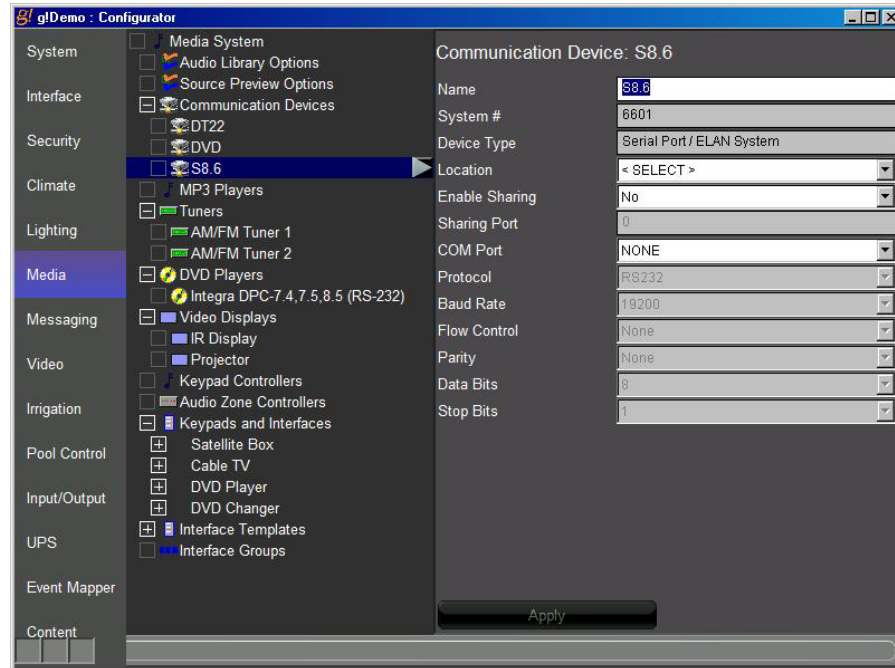 g! g!Demo : Configurator
System
Interface
Security
Climate
Lighting
Media
Messaging
Video
Irrigation
Pool Control
Input/Output
UPS
Event Mapper
Content
Media System
Audio Library Options
Source Preview Options
Communication Devices
DT22
DVD
S8.6
MP3 Players
Tuners
AM/FM Tuner 1
AM/FM Tuner 2
DVD Players
Integra DPC-7.4,7.5,8.5 (RS-232)
Video Displays
IR Display
Projector
Keypad Controllers
Audio Zone Controllers
Keypads and Interfaces
Satellite Box
Cable TV
DVD Player
DVD Changer
Interface Templates
Interface Groups
Communication Device: S8.6
Name S8.6
System # 6601
Device Type Serial Port / ELAN System
Location < SELECT >
Enable Sharing No
Sharing Port 0
COM Port NONE
Protocol RS232
Baud Rate 19200
Flow Control None
Parity None
Data Bits 8
Stop Bits 1
Apply